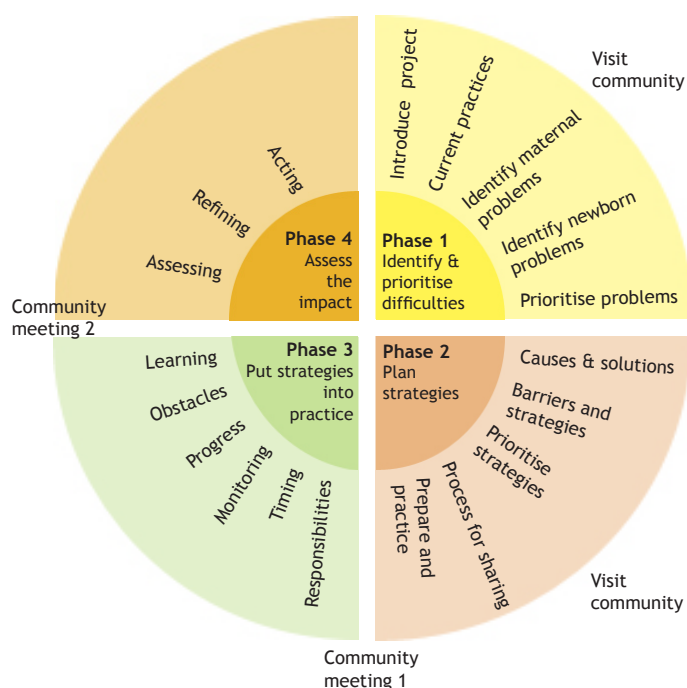 Visit
community
Phase 1
Identify &
prioritise
difficulties
Introduce project
Current practices
Identify maternal
problems
Identify newborn
problems
Prioritise problems
Phase 2
Plan
strategies
Causes & solutions
Barriers and
strategies
Prioritise
strategies
Process for sharing
Prepare and
practice
Visit
community
Community
meeting 1
Phase 3
Put strategies
into
practice
Responsibilities
Timing
Monitoring
Progress
Obstacles
Learning
Community
meeting 2
Phase 4
Assess
the
impact
Assessing
Refining
Acting